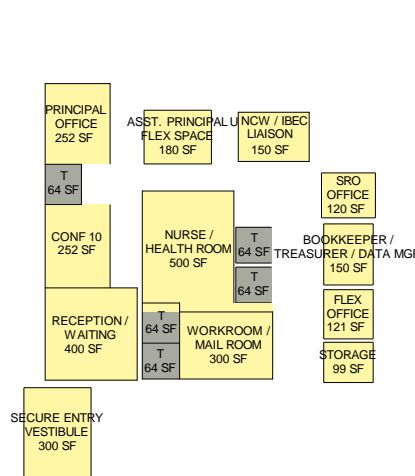 PRINCIPAL
OFFICE
252 SF
ASST. PRINCIPAL
FLEX SPACE
180 SF
UNCW / IBEC
LIAISON
150 SF
T
64 SF
SRO
OFFICE
120 SF
CONF 10
252 SF
NURSE /
HEALTH ROOM
500 SF
T
64 SF
T
64 SF
BOOKKEEPER /
TREASURER / DATA MGR
150 SF
RECEPTION /
WAITING
400 SF
T
64 SF
T
64 SF
WORKROOM /
MAIL ROOM
300 SF
FLEX
OFFICE
121 SF
STORAGE
99 SF
SECURE ENTRY
VESTIBULE
300 SF